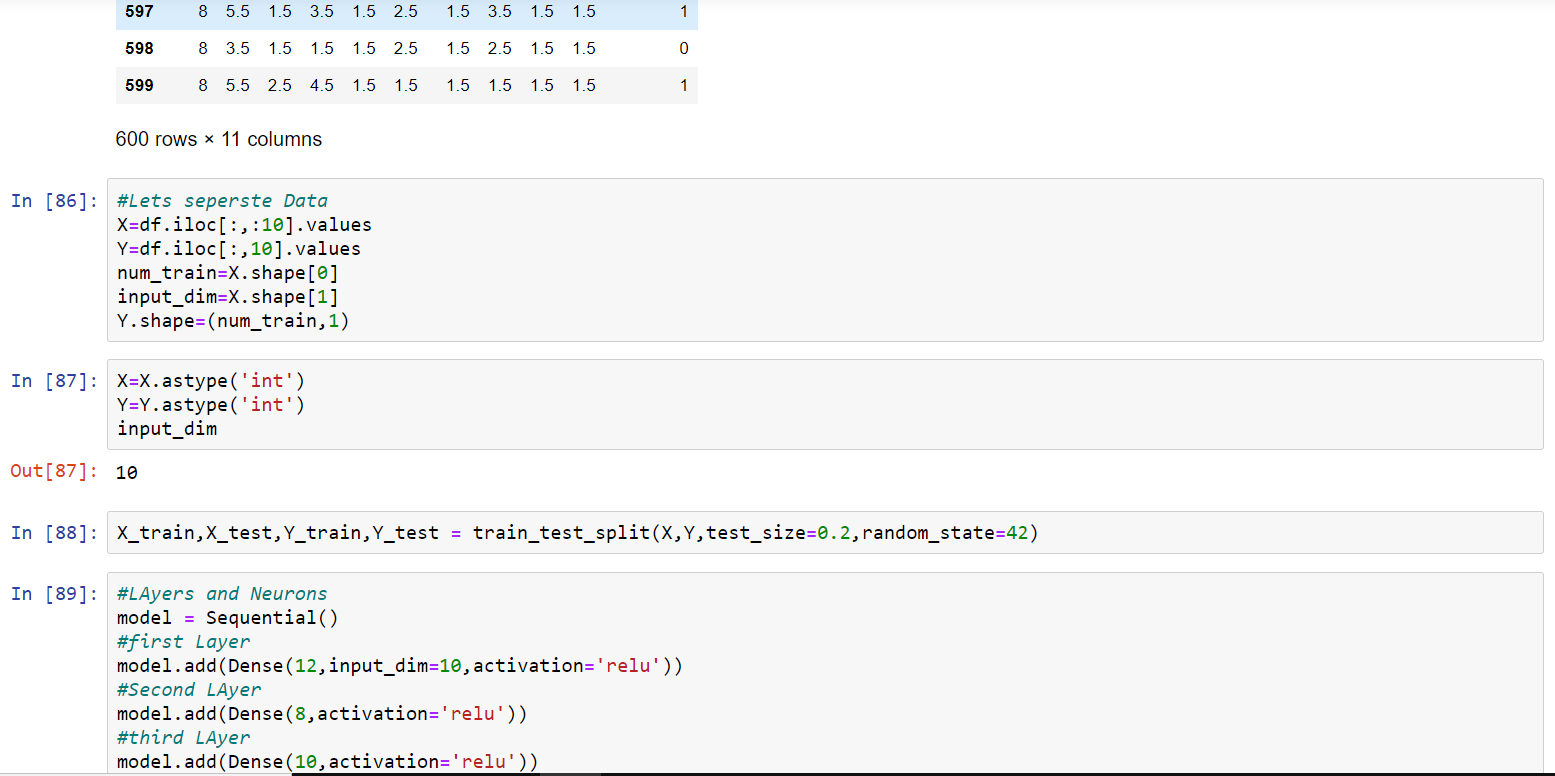 597 8 5.5 1.5 3.5 1.5 2.5 1.5 3.5 1.5 1.5 1
598 8 3.5 1.5 1.5 1.5 2.5 1.5 2.5 1.5 1.5 0
599 8 5.5 2.5 4.5 1.5 1.5 1.5 1.5 1.5 1.5 1
600 rows × 11 columns
In [86]: #Lets seperste Data
X=df.iloc[:,:10].values
Y=df.iloc[:,10].values
num_train=X.shape[0]
input_dim=X.shape[1]
Y.shape=(num_train,1)
In [87]: X=X.astype('int')
Y=Y.astype('int')
input_dim
Out[87]: 10
In [88]: X_train,X_test,Y_train,Y_test = train_test_split(X,Y,test_size=0.2,random_state=42)
In [89]: #LAyers and Neurons
model = Sequential()
#first Layer
model.add(Dense(12,input_dim=10,activation='relu'))
#Second LAyer
model.add(Dense(8,activation='relu'))
#third LAyer
model.add(Dense(10,activation='relu'))